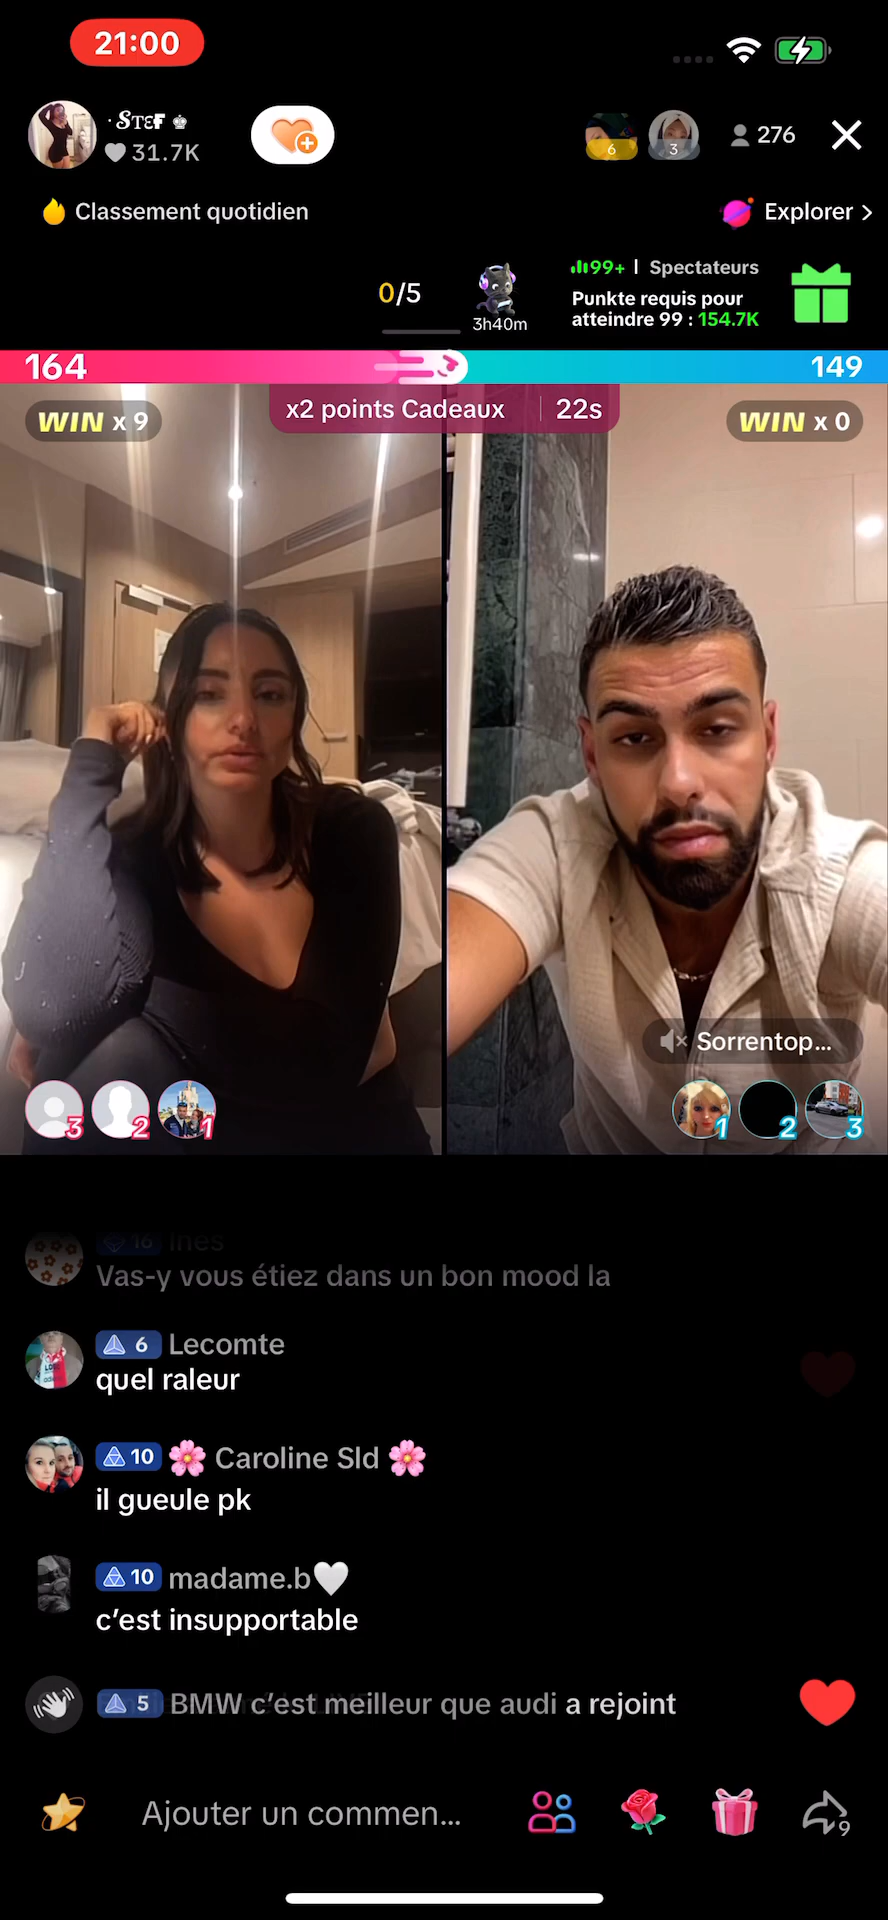 21:00
· STEF ♚
31.7K
6
3
276
Classement quotidien
Explorer >
0/5
3h40m
99+ | Spectateurs
Punkte requis pour
atteindre 99 : 154.7K
164
149
WIN x 9
x2 points Cadeaux
22s
WIN x 0
Sorrentop...
3
2
1
1
2
3
16 Ines
Vas-y vous étiez dans un bon mood la
6 Lecomte
quel raleur
10 🌸 Caroline Sld 🌸
il gueule pk
10 madame.b🤍
c’est insupportable
5 BMW c’est meilleur que audi a rejoint
Ajouter un commen...
9